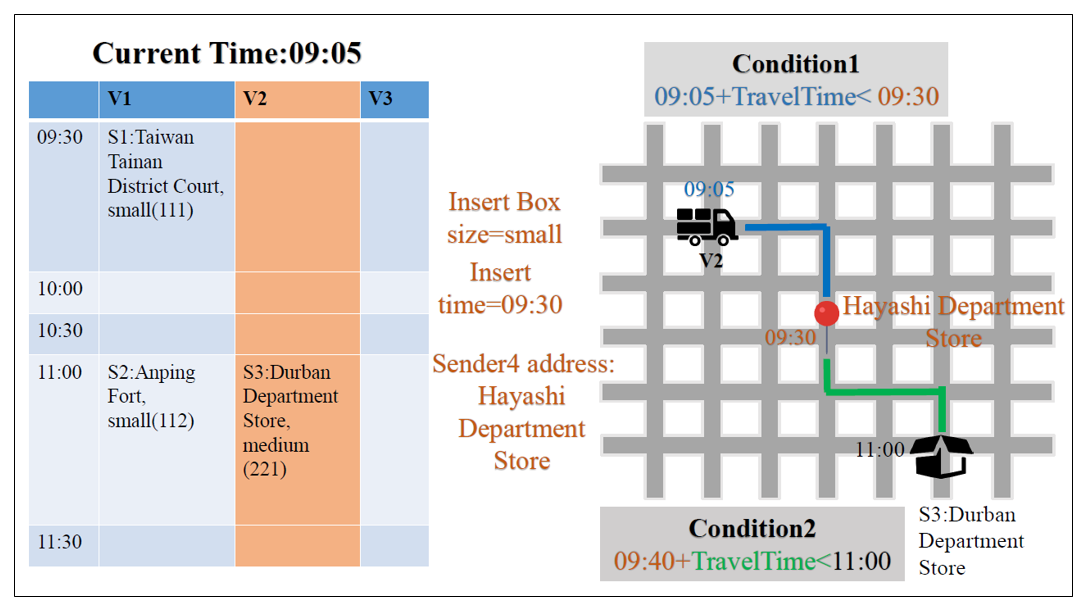 Current Time:09:05
V1
V2
V3
09:30
S1:Taiwan
Tainan
District Court,
small(111)
10:00
10:30
11:00
S2:Anping
Fort,
small(112)
S3:Durban
Department
Store,
medium
(221)
11:30
Insert Box
size=small
Insert
time=09:30
Sender4 address:
Hayashi
Department
Store
Condition1
09:05+TravelTime< 09:30
09:05
V2
Hayashi Department
Store
09:30
11:00
S3:Durban
Department
Store
Condition2
09:40+TravelTime<11:00